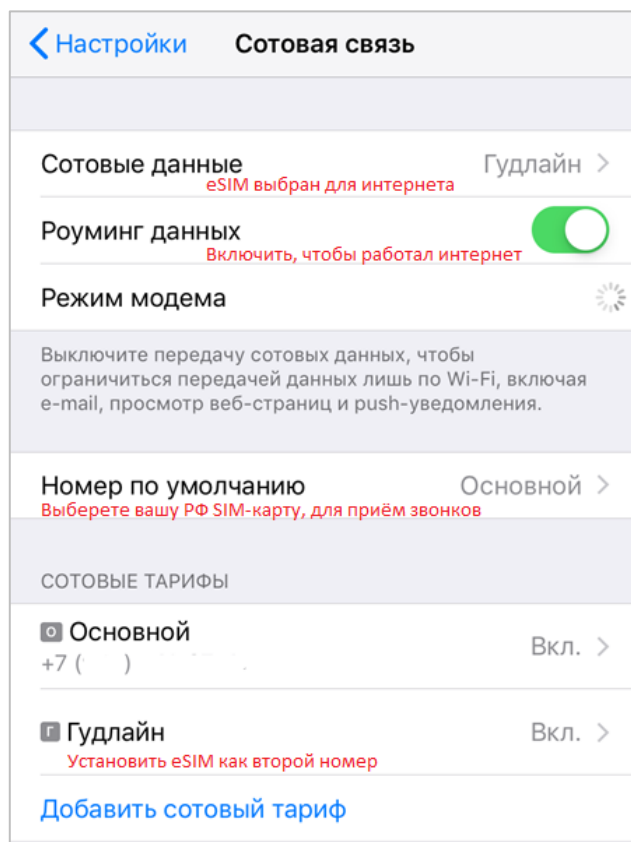 Настройки Сотовая связь
Сотовые данные Гудлайн
eSIM выбран для интернета
Роуминг данных
Включить, чтобы работал интернет
Режим модема
Выключите передачу сотовых данных, чтобы
ограничиться передачей данных лишь по Wi-Fi, включая
e-mail, просмотр веб-страниц и push-уведомления.
Номер по умолчанию Основной
Выберете вашу РФ SIM-карту, для приём звонков
СОТОВЫЕ ТАРИФЫ
О Основной Вкл.
+7 ( )
Г Гудлайн Вкл.
Установить eSIM как второй номер
Добавить сотовый тариф